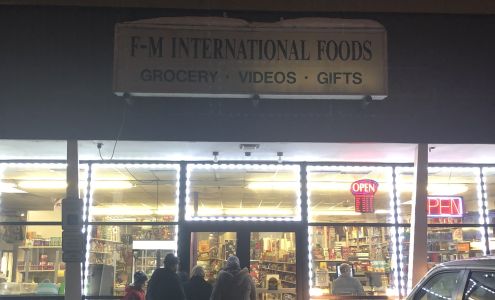 F-M INTERNATIONAL FOODS
GROCERY · VIDEOS · GIFTS
OPEN
OPEN